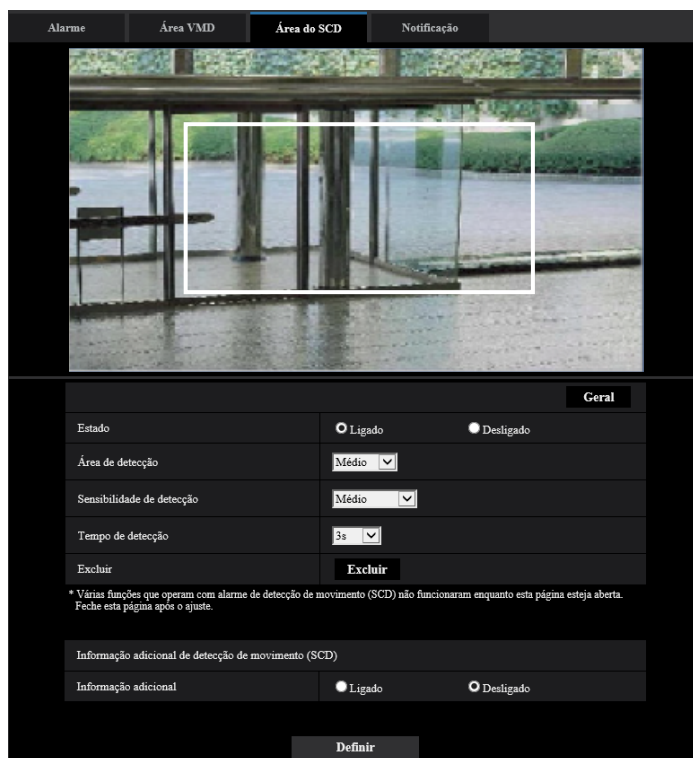 Alarme Área VMD Área do SCD Notificação
Geral
Estado Ligado Desligado
Área de detecção Médio
Sensibilidade de detecção Médio
Tempo de detecção 3s
Excluir Excluir
* Várias funções que operam com alarme de detecção de movimento (SCD) não funcionaram enquanto esta página esteja aberta.
Feche esta página após o ajuste.
Informação adicional de detecção de movimento (SCD)
Informação adicional Ligado Desligado
Definir